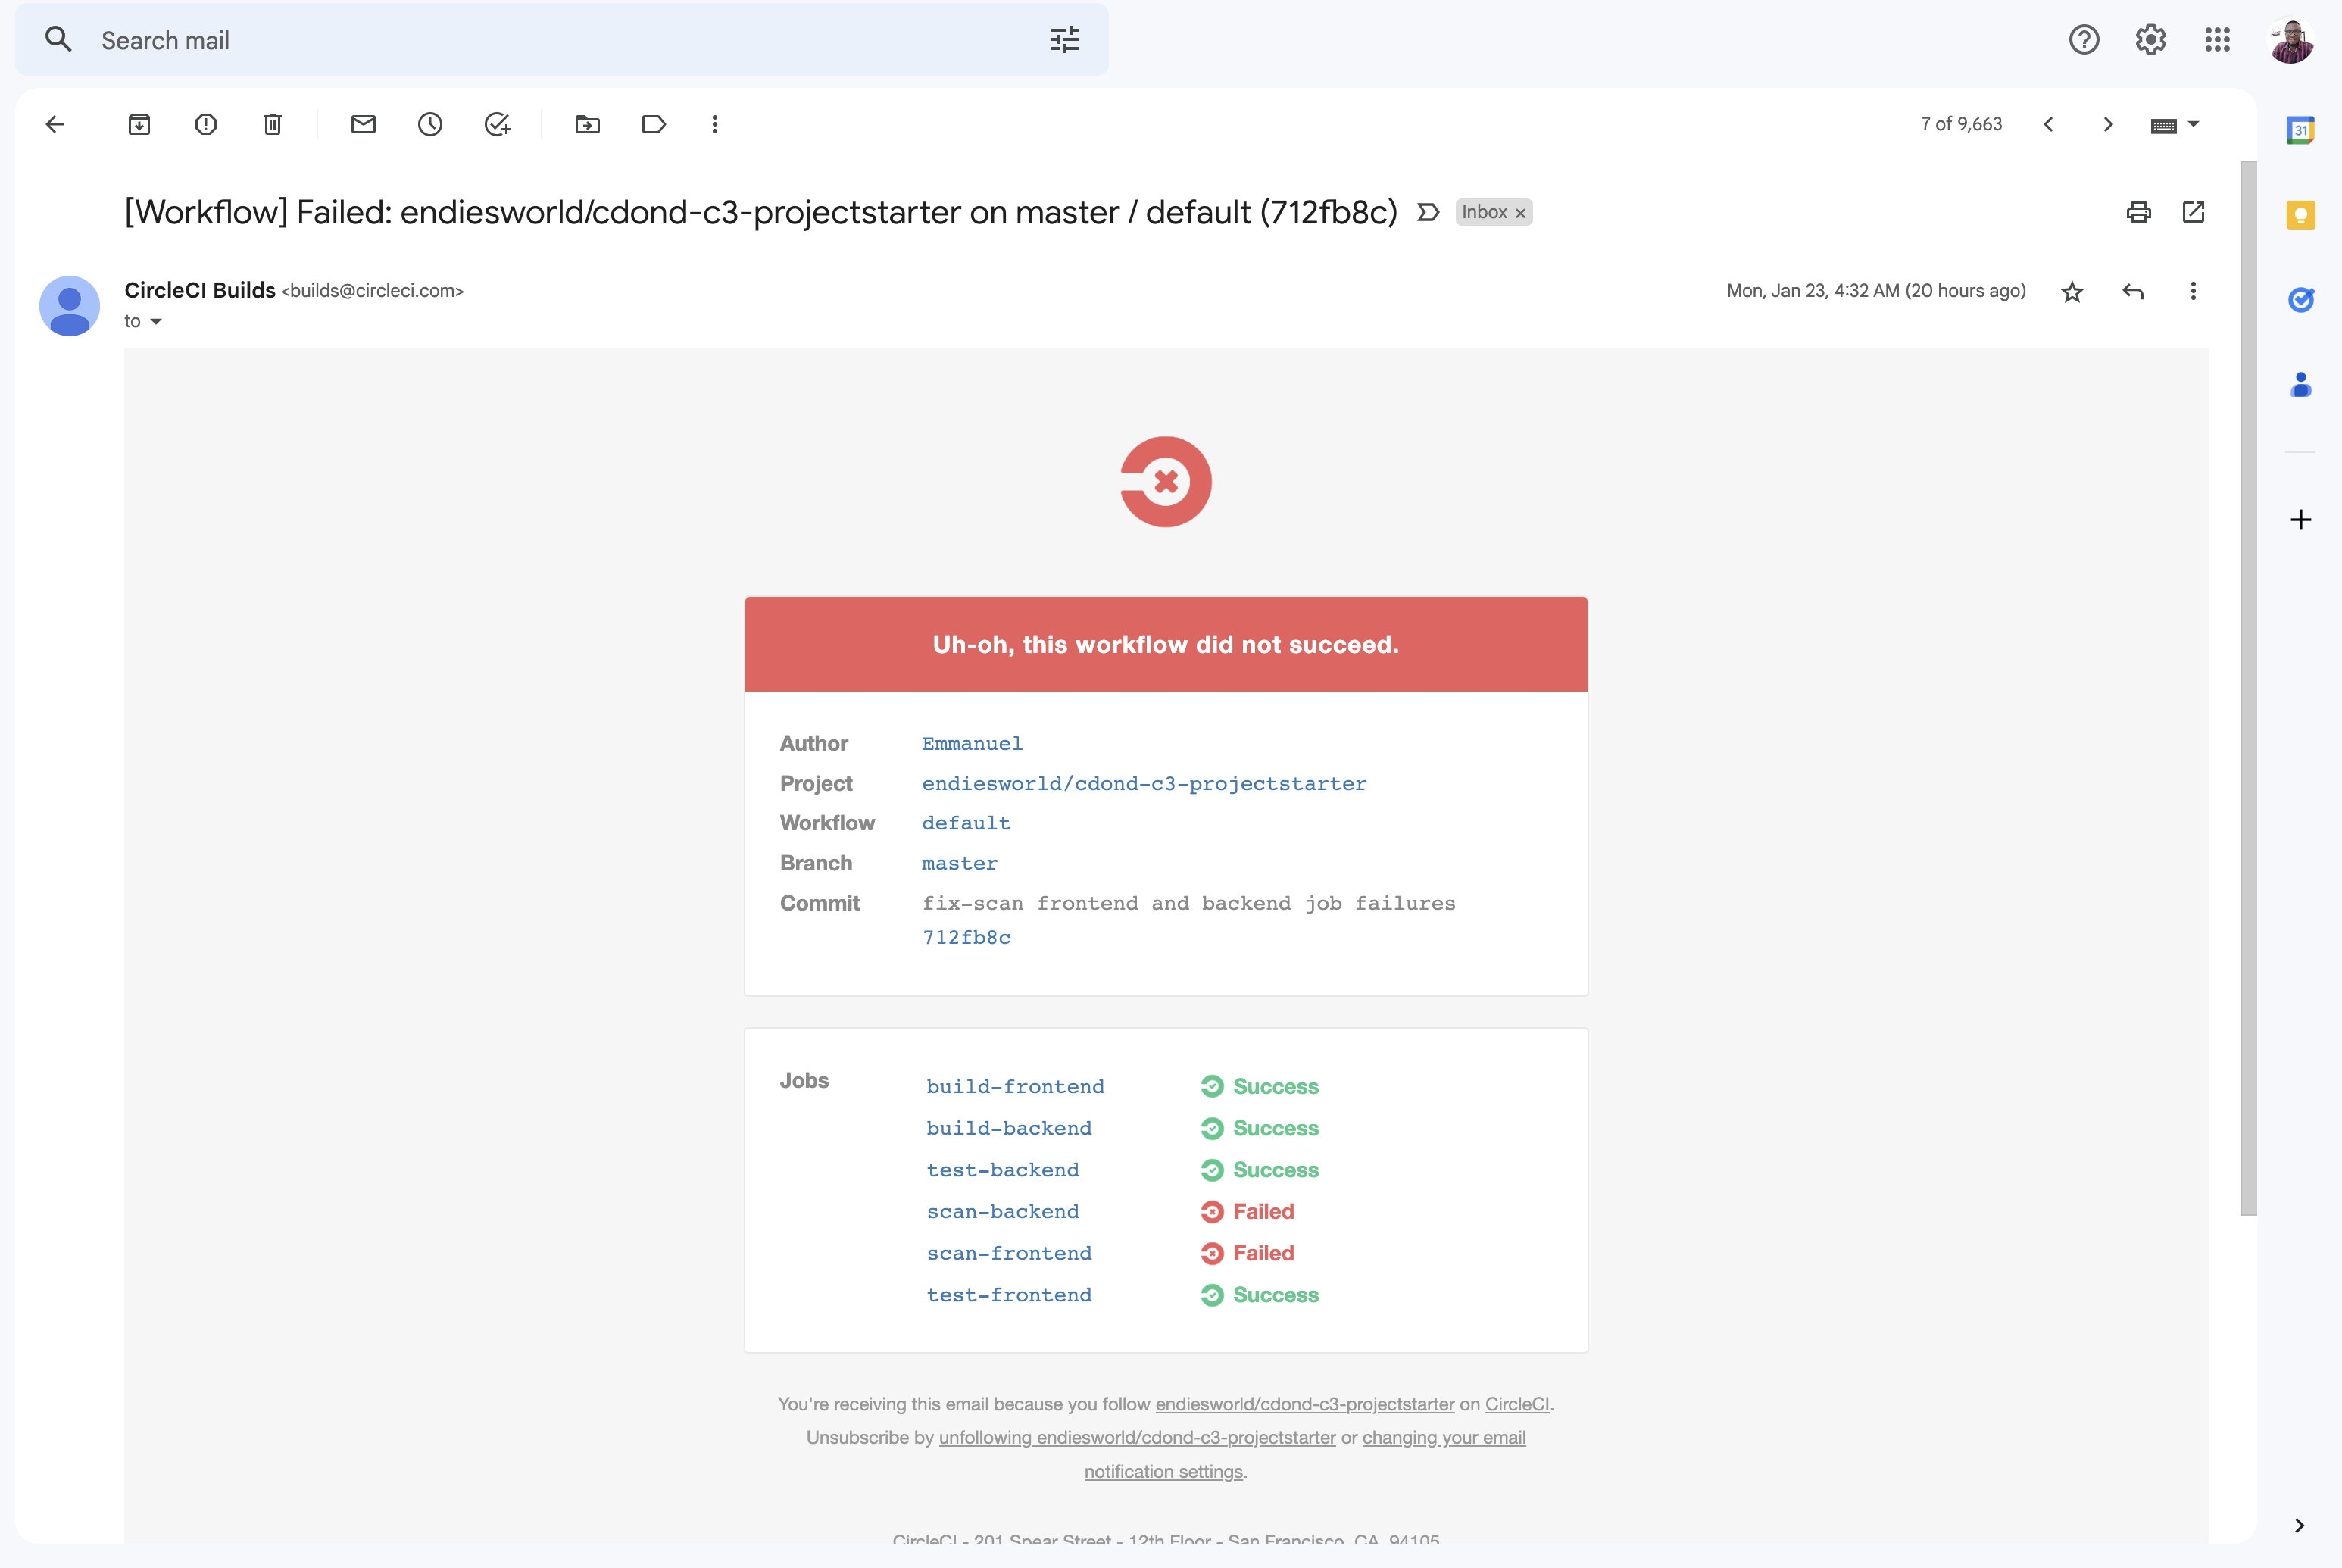 Search mail
7 of 9,663
[Workflow] Failed: endiesworld/cdond-c3-projectstarter on master / default (712fb8c)
Inbox ×
CircleCI Builds <builds@circleci.com>
Mon, Jan 23, 4:32 AM (20 hours ago)
to
31
Uh-oh, this workflow did not succeed.
Author Emmanuel
Project endiesworld/cdond-c3-projectstarter
Workflow default
Branch master
Commit fix-scan frontend and backend job failures
712fb8c
Jobs
build-frontend Success
build-backend Success
test-backend Success
scan-backend Failed
scan-frontend Failed
test-frontend Success
You're receiving this email because you follow endiesworld/cdond-c3-projectstarter on CircleCI.
Unsubscribe by unfollowing endiesworld/cdond-c3-projectstarter or changing your email
notification settings.
CircleCI - 201 Spear Street - 12th Floor - San Francisco, CA, 94105